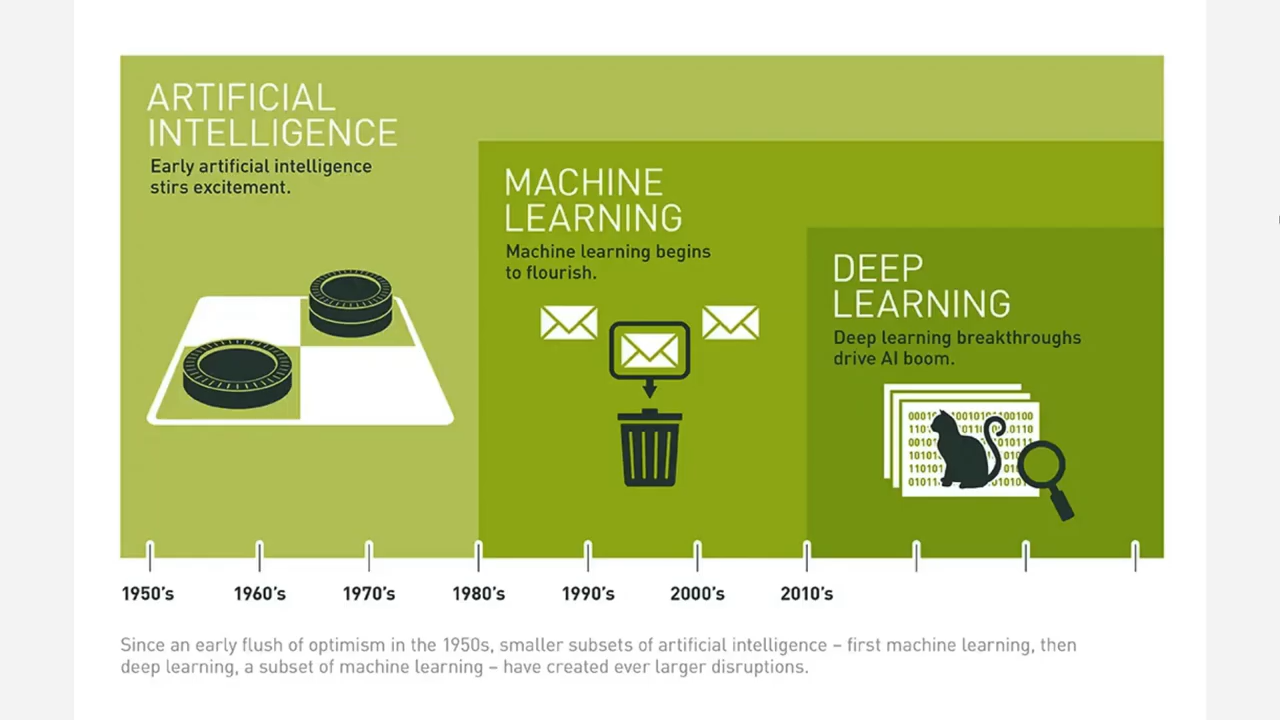 ARTIFICIAL
INTELLIGENCE
Early artificial intelligence
stirs excitement.
MACHINE
LEARNING
Machine learning begins
to flourish.
DEEP
LEARNING
Deep learning breakthroughs
drive AI boom.
1950's 1960's 1970's 1980's 1990's 2000's 2010's
Since an early flush of optimism in the 1950s, smaller subsets of artificial intelligence – first machine learning, then
deep learning, a subset of machine learning – have created ever larger disruptions.